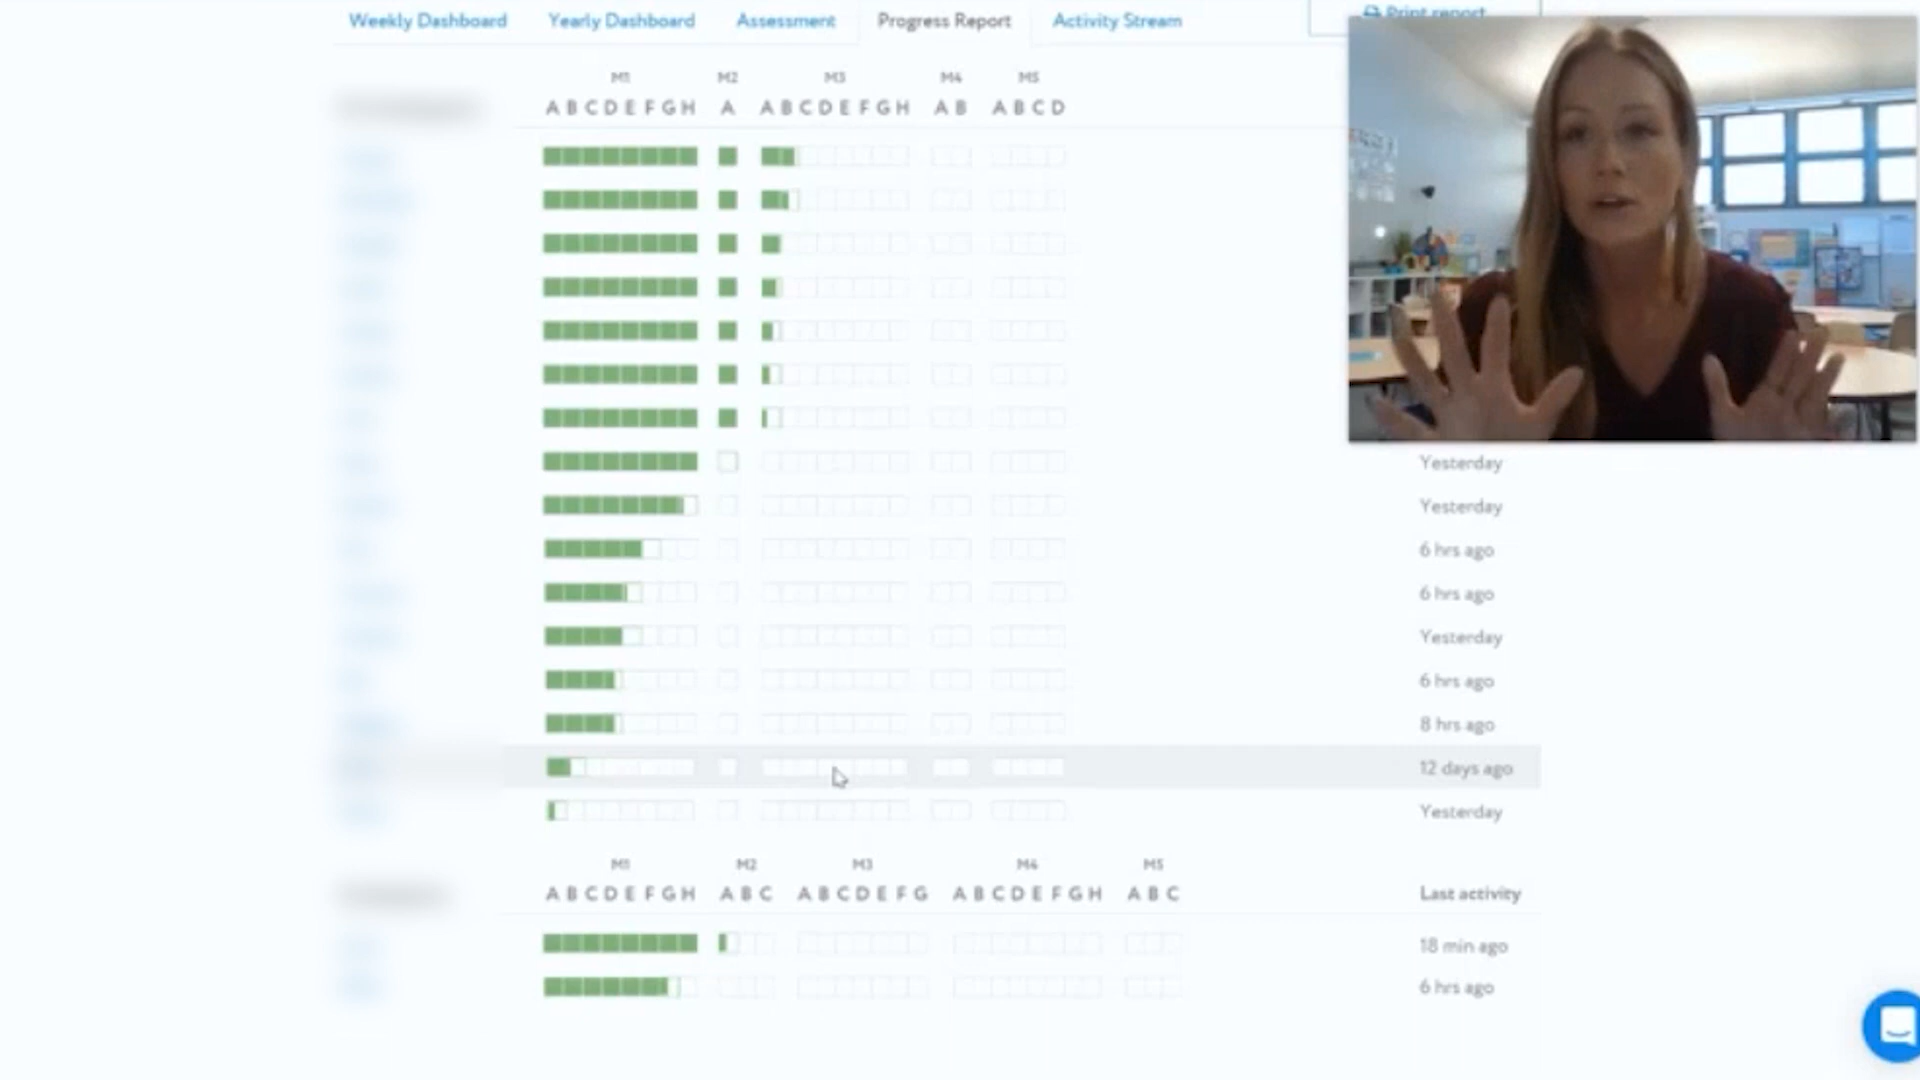 Weekly Dashboard Yearly Dashboard Assessment Progress Report Activity Stream Print report
M1 M2 M3 M4 M5
A B C D E F G H A A B C D E F G H A B A B C D
Yesterday
Yesterday
6 hrs ago
6 hrs ago
Yesterday
6 hrs ago
8 hrs ago
12 days ago
Yesterday
M1 M2 M3 M4 M5
A B C D E F G H A B C A B C D E F G A B C D E F G H A B C Last activity
18 min ago
6 hrs ago